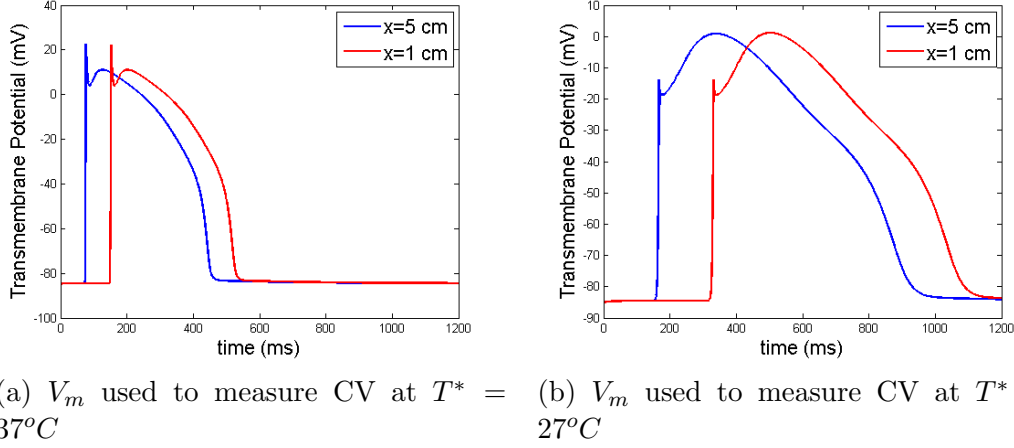 40
20
0
-20
-40
-60
-80
-100
0 200 400 600 800 1000 1200
Transmembrane Potential (mV)
time (ms)
x=5 cm
x=1 cm
10
0
-10
-20
-30
-40
-50
-60
-70
-80
-90
0 200 400 600 800 1000 1200
Transmembrane Potential (mV)
time (ms)
x=5 cm
x=1 cm
(a) V_m used to measure CV at T* =
37°C
(b) V_m used to measure CV at T*
27°C